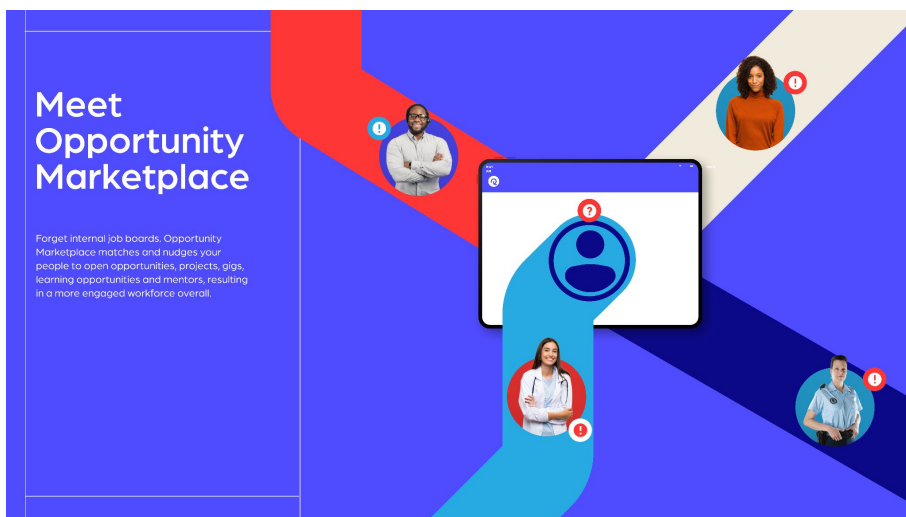 Meet
Opportunity
Marketplace
Forget internal job boards. Opportunity
Marketplace matches and nudges your
people to open opportunities, projects, gigs,
learning opportunities and mentors, resulting
in a more engaged workforce overall.
!
!
R
?
!
!